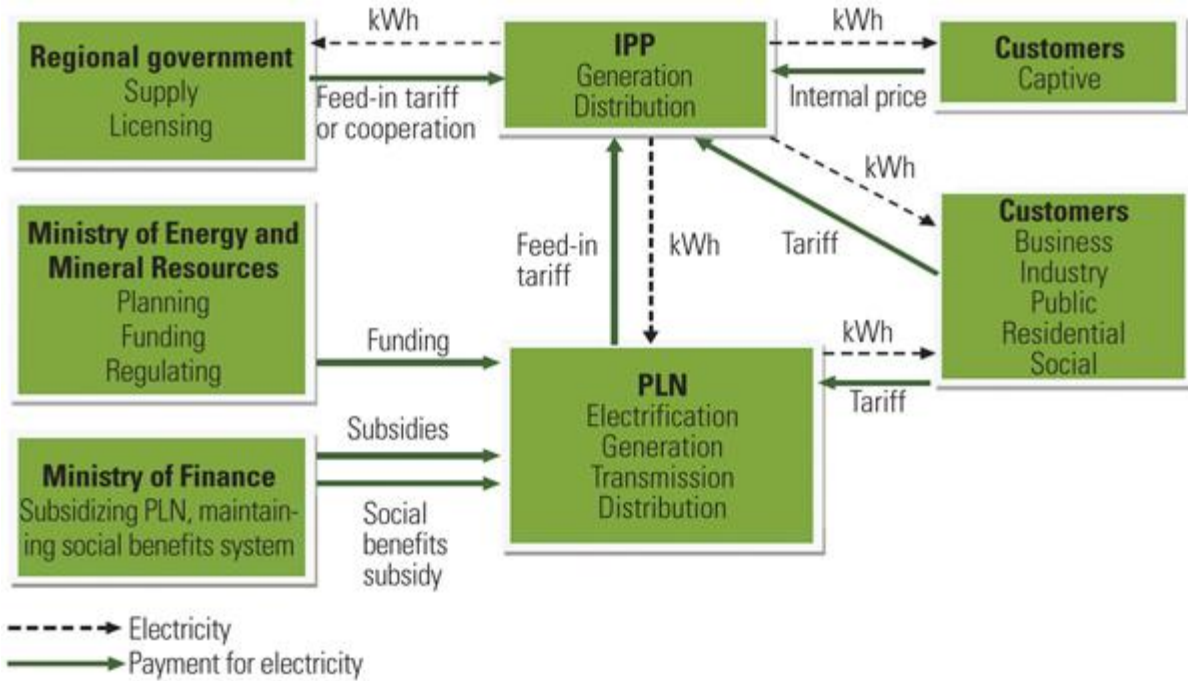 kWh
Regional government
Supply
Licensing
Feed-in tariff
or cooperation
IPP
Generation
Distribution
kWh
Internal price
Customers
Captive
kWh
Tariff
Customers
Business
Industry
Public
Residential
Social
Ministry of Energy and
Mineral Resources
Planning
Funding
Regulating
Funding
Feed-in
tariff
kWh
kWh
Tariff
PLN
Electrification
Generation
Transmission
Distribution
Ministry of Finance
Subsidizing PLN, maintain-
ing social benefits system
Subsidies
Social
benefits
subsidy
Electricity
Payment for electricity